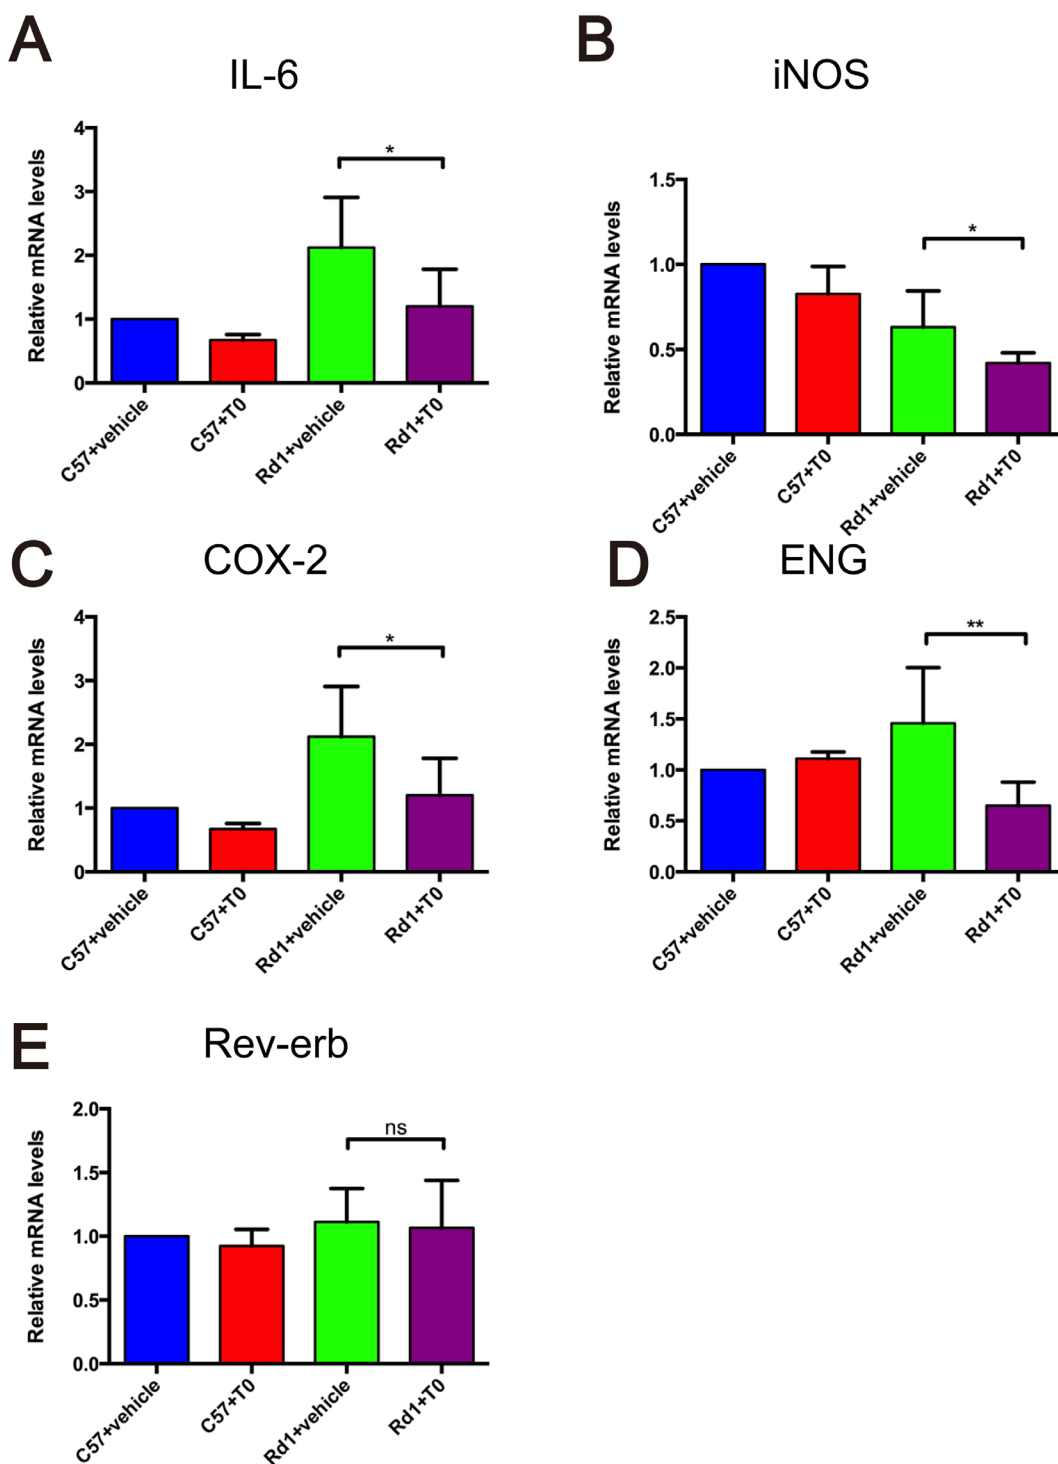 A
IL-6
Relative mRNA levels
4
3
2
1
0
*
C57+vehicle
C57+T0
Rd1+vehicle
Rd1+T0
B
iNOS
Relative mRNA levels
1.5
1.0
0.5
0.0
*
C57+vehicle
C57+T0
Rd1+vehicle
Rd1+T0
C
COX-2
Relative mRNA levels
4
3
2
1
0
*
C57+vehicle
C57+T0
Rd1+vehicle
Rd1+T0
D
ENG
Relative mRNA levels
2.5
2.0
1.5
1.0
0.5
0.0
**
C57+vehicle
C57+T0
Rd1+vehicle
Rd1+T0
E
Rev-erb
Relative mRNA levels
2.0
1.5
1.0
0.5
0.0
ns
C57+vehicle
C57+T0
Rd1+vehicle
Rd1+T0